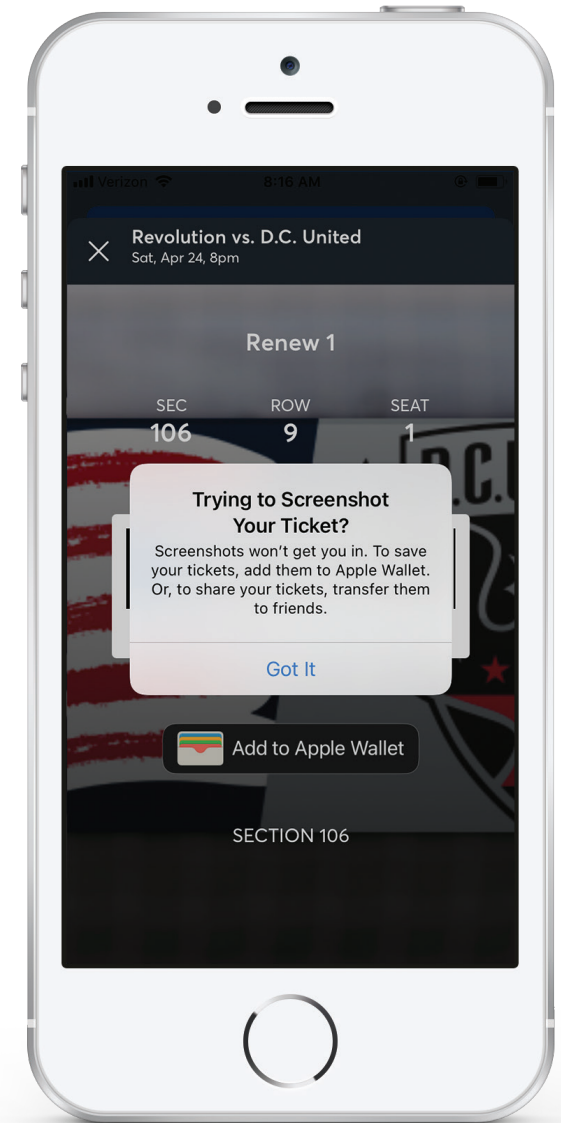 Verizon 8:16 AM
Revolution vs. D.C. United
Sat, Apr 24, 8pm
Renew 1
SEC ROW SEAT
106 9 1
D.C.U
Trying to Screenshot
Your Ticket?
Screenshots won't get you in. To save
your tickets, add them to Apple Wallet.
Or, to share your tickets, transfer them
to friends.
Got It
Add to Apple Wallet
SECTION 106